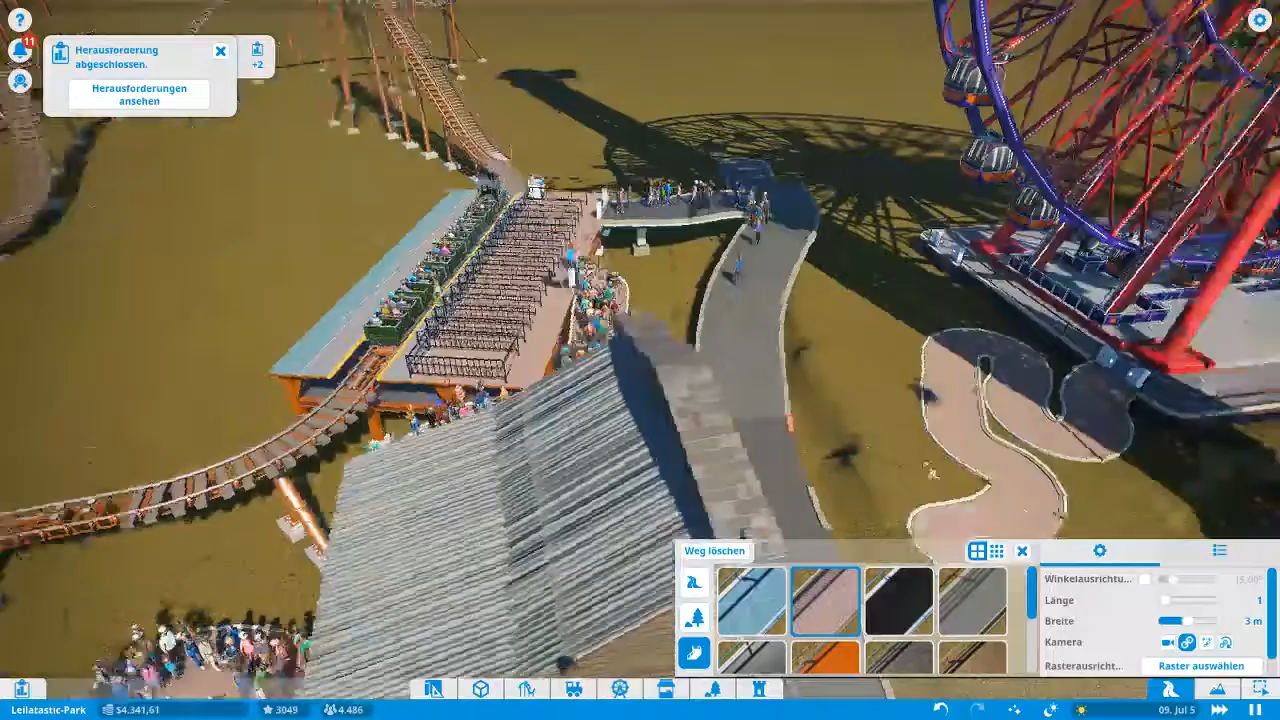 ?
11
Herausforderung
abgeschlossen.
Herausforderungen
ansehen
+2
Weg löschen
Winkelausrichtu...
15,00°
Länge
1
Breite
3 m
Kamera
Rasterausricht...
Raster auswählen
Leilatastic-Park
$4.341,61
3049
4.486
09. Jul 5